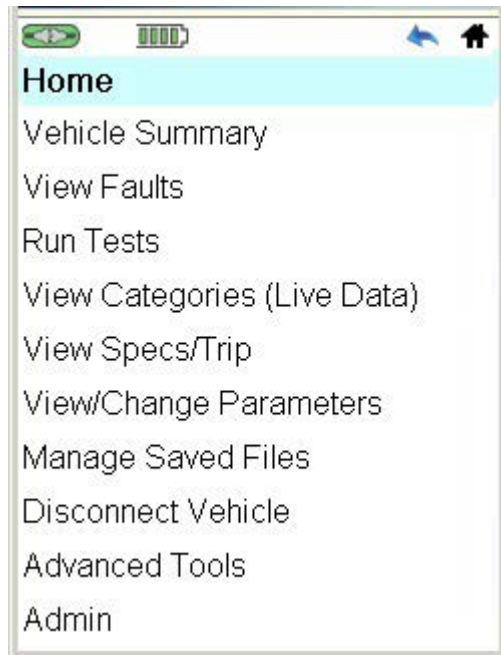 Home
Vehicle Summary
View Faults
Run Tests
View Categories (Live Data)
View Specs/Trip
View/Change Parameters
Manage Saved Files
Disconnect Vehicle
Advanced Tools
Admin